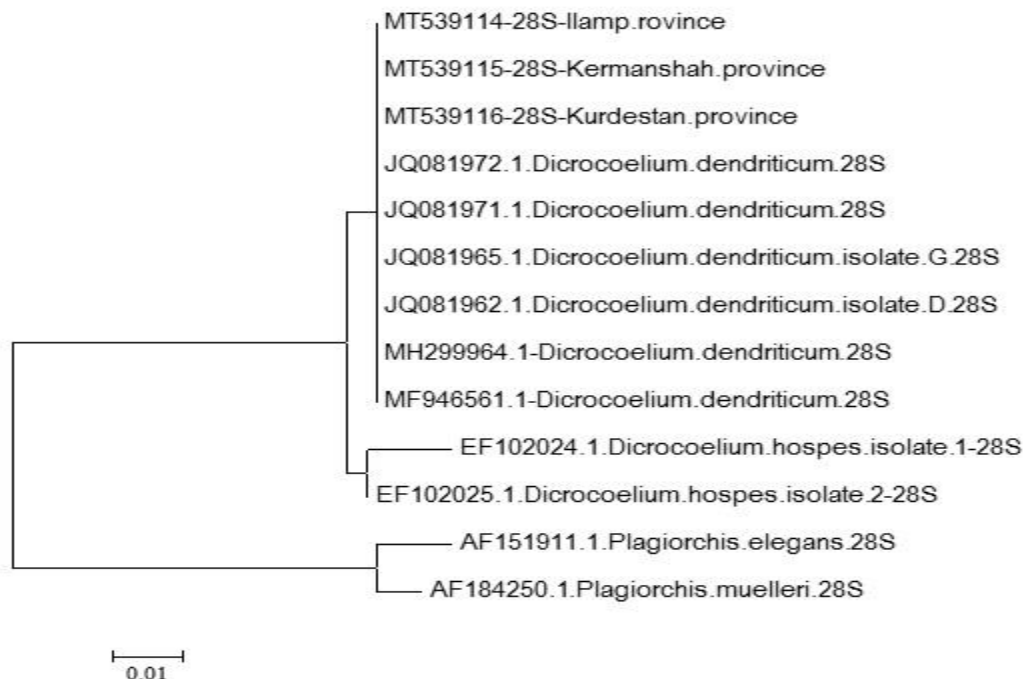 MT539114-28S-Ilamp.rovince
MT539115-28S-Kermanshah.province
MT539116-28S-Kurdestan.province
JQ081972.1.Dicrocoelium.dendriticum.28S
JQ081971.1.Dicrocoelium.dendriticum.28S
JQ081965.1.Dicrocoelium.dendriticum.isolate.G.28S
JQ081962.1.Dicrocoelium.dendriticum.isolate.D.28S
MH299964.1-Dicrocoelium.dendriticum.28S
MF946561.1-Dicrocoelium.dendriticum.28S
EF102024.1.Dicrocoelium.hospes.isolate.1-28S
EF102025.1.Dicrocoelium.hospes.isolate.2-28S
AF151911.1.Plagiorchis.elegans.28S
AF184250.1.Plagiorchis.muelleri.28S
0.01